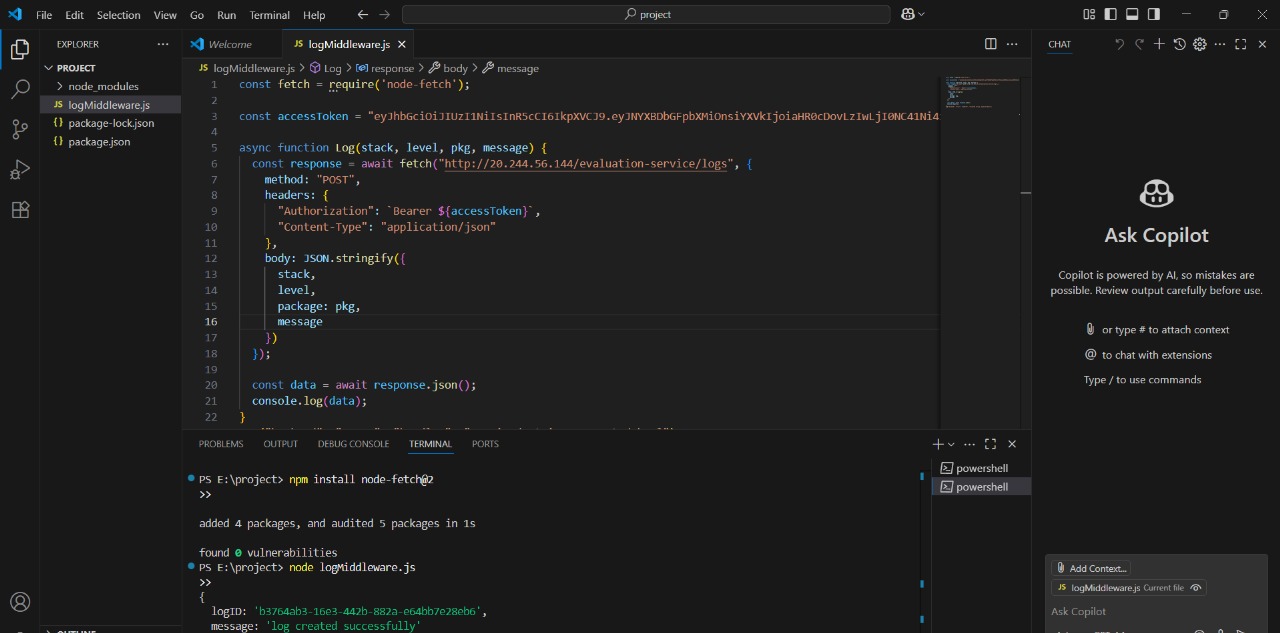 File Edit Selection View Go Run Terminal Help project
EXPLORER
PROJECT
node_modules
JS logMiddleware.js
{} package-lock.json
{} package.json
OUTLINE
Welcome JS logMiddleware.js
JS logMiddleware.js > Log > response > body > message
1 const fetch = require('node-fetch');
2
3 const accessToken = "eyJhbGciOiJIUzI1NiIsInR5cCI6IkpXVCJ9.eyJNYXBDbGFpbXMiOnsiYXVkIjoiaHR0cDovLzIwLjI0NC41Ni4
4
5 async function Log(stack, level, pkg, message) {
6 const response = await fetch("http://20.244.56.144/evaluation-service/logs", {
7 method: "POST",
8 headers: {
9 "Authorization": `Bearer ${accessToken}`,
10 "Content-Type": "application/json"
11 },
12 body: JSON.stringify({
13 stack,
14 level,
15 package: pkg,
16 message
17 })
18 });
19
20 const data = await response.json();
21 console.log(data);
22 }
PROBLEMS OUTPUT DEBUG CONSOLE TERMINAL PORTS
PS E:\project> npm install node-fetch@2
>>
added 4 packages, and audited 5 packages in 1s
found 0 vulnerabilities
PS E:\project> node logMiddleware.js
>>
{
logID: 'b3764ab3-16e3-442b-882a-e64bb7e28eb6',
message: 'log created successfully'
powershell
powershell
CHAT
Ask Copilot
Copilot is powered by AI, so mistakes are
possible. Review output carefully before use.
or type # to attach context
@ to chat with extensions
Type / to use commands
Add Context...
JS logMiddleware.js Current file
Ask Copilot